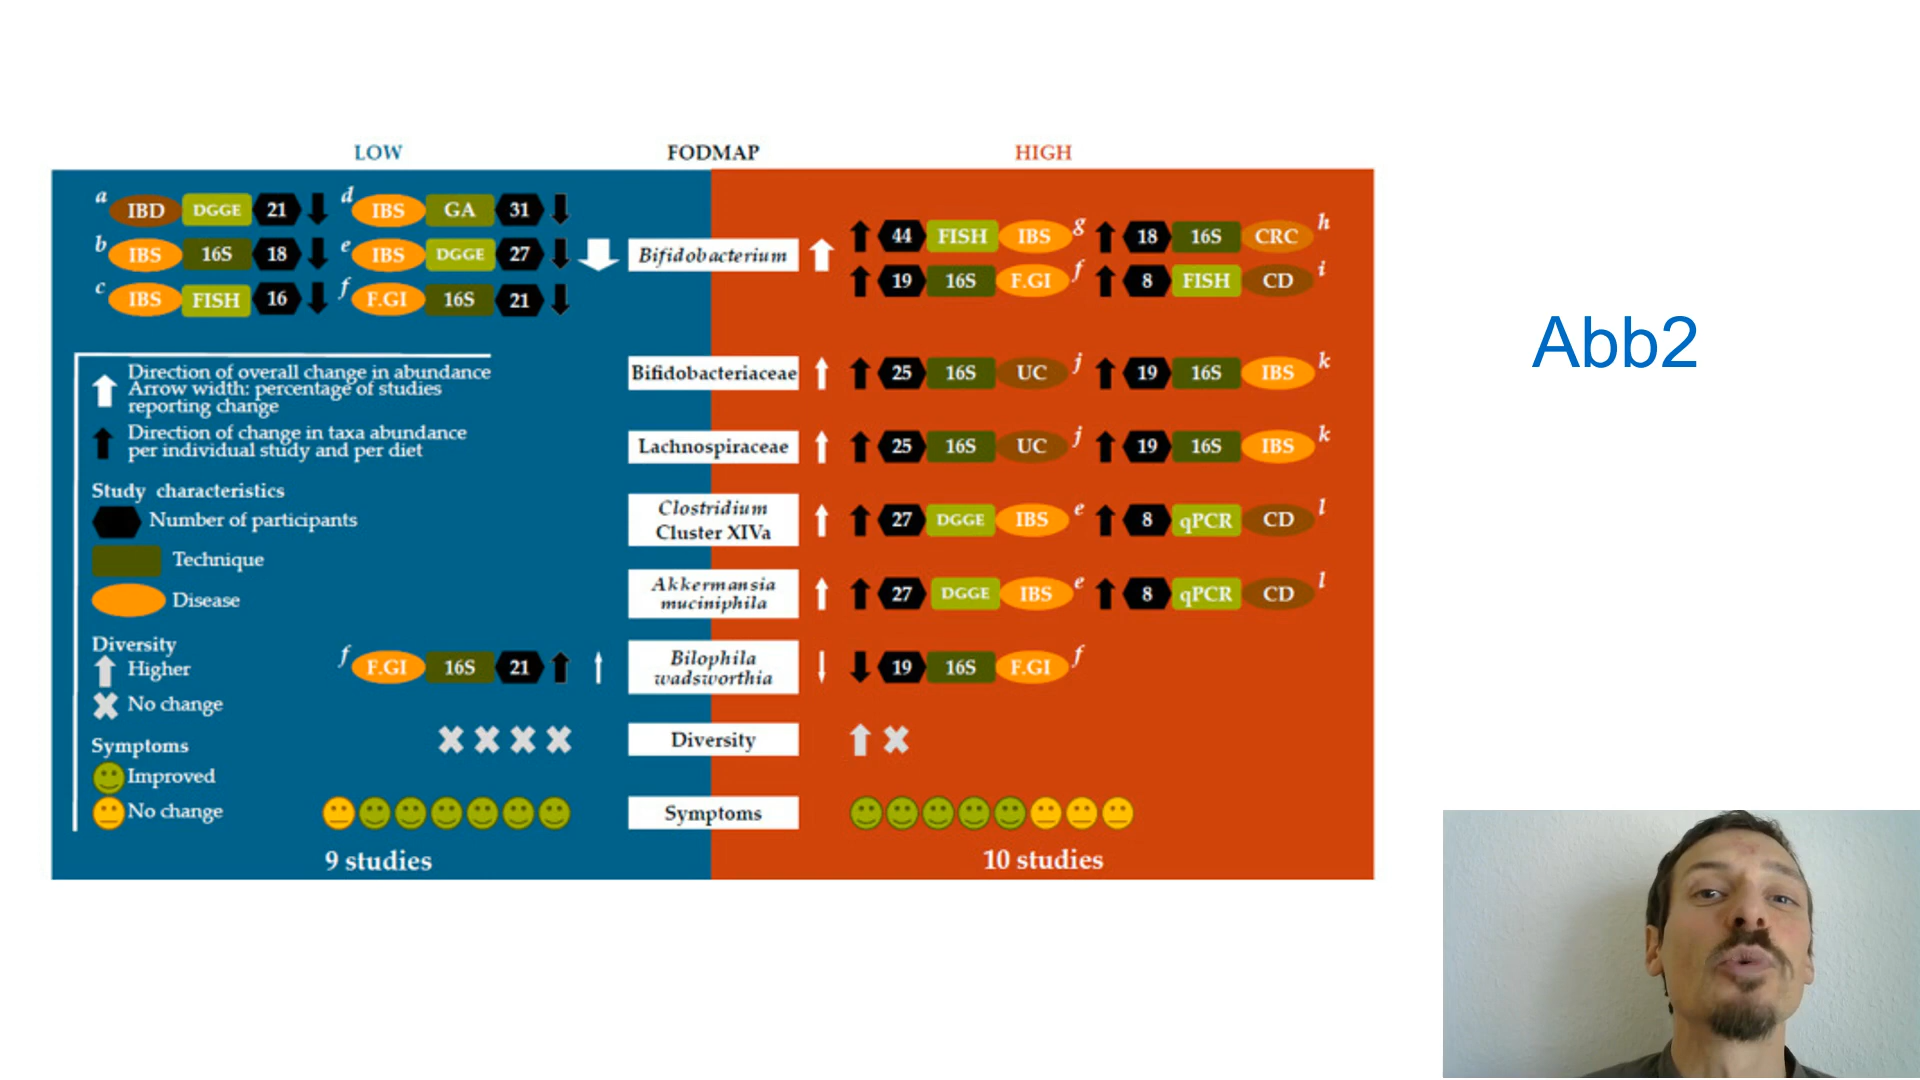 LOW FODMAP HIGH
a IBD DGGE 21 d IBS GA 31
b IBS 16S 18 e IBS DGGE 27
c IBS FISH 16 f F.GI 16S 21
Bifidobacterium
44 FISH IBS g 18 16S CRC h
19 16S F.GI f 8 FISH CD i
Direction of overall change in abundance
Arrow width: percentage of studies
reporting change
Direction of change in taxa abundance
per individual study and per diet
Study characteristics
Number of participants
Technique
Disease
Diversity
Higher
No change
Symptoms
Improved
No change
Bifidobacteriaceae 25 16S UC j 19 16S IBS k
Lachnospiraceae 25 16S UC j 19 16S IBS k
Clostridium
Cluster XIVa
27 DGGE IBS e 8 qPCR CD l
Akkermansia
muciniphila
27 DGGE IBS e 8 qPCR CD l
f F.GI 16S 21
Bilophila
wadsworthia
19 16S F.GI f
Diversity
Symptoms
9 studies 10 studies
Abb2